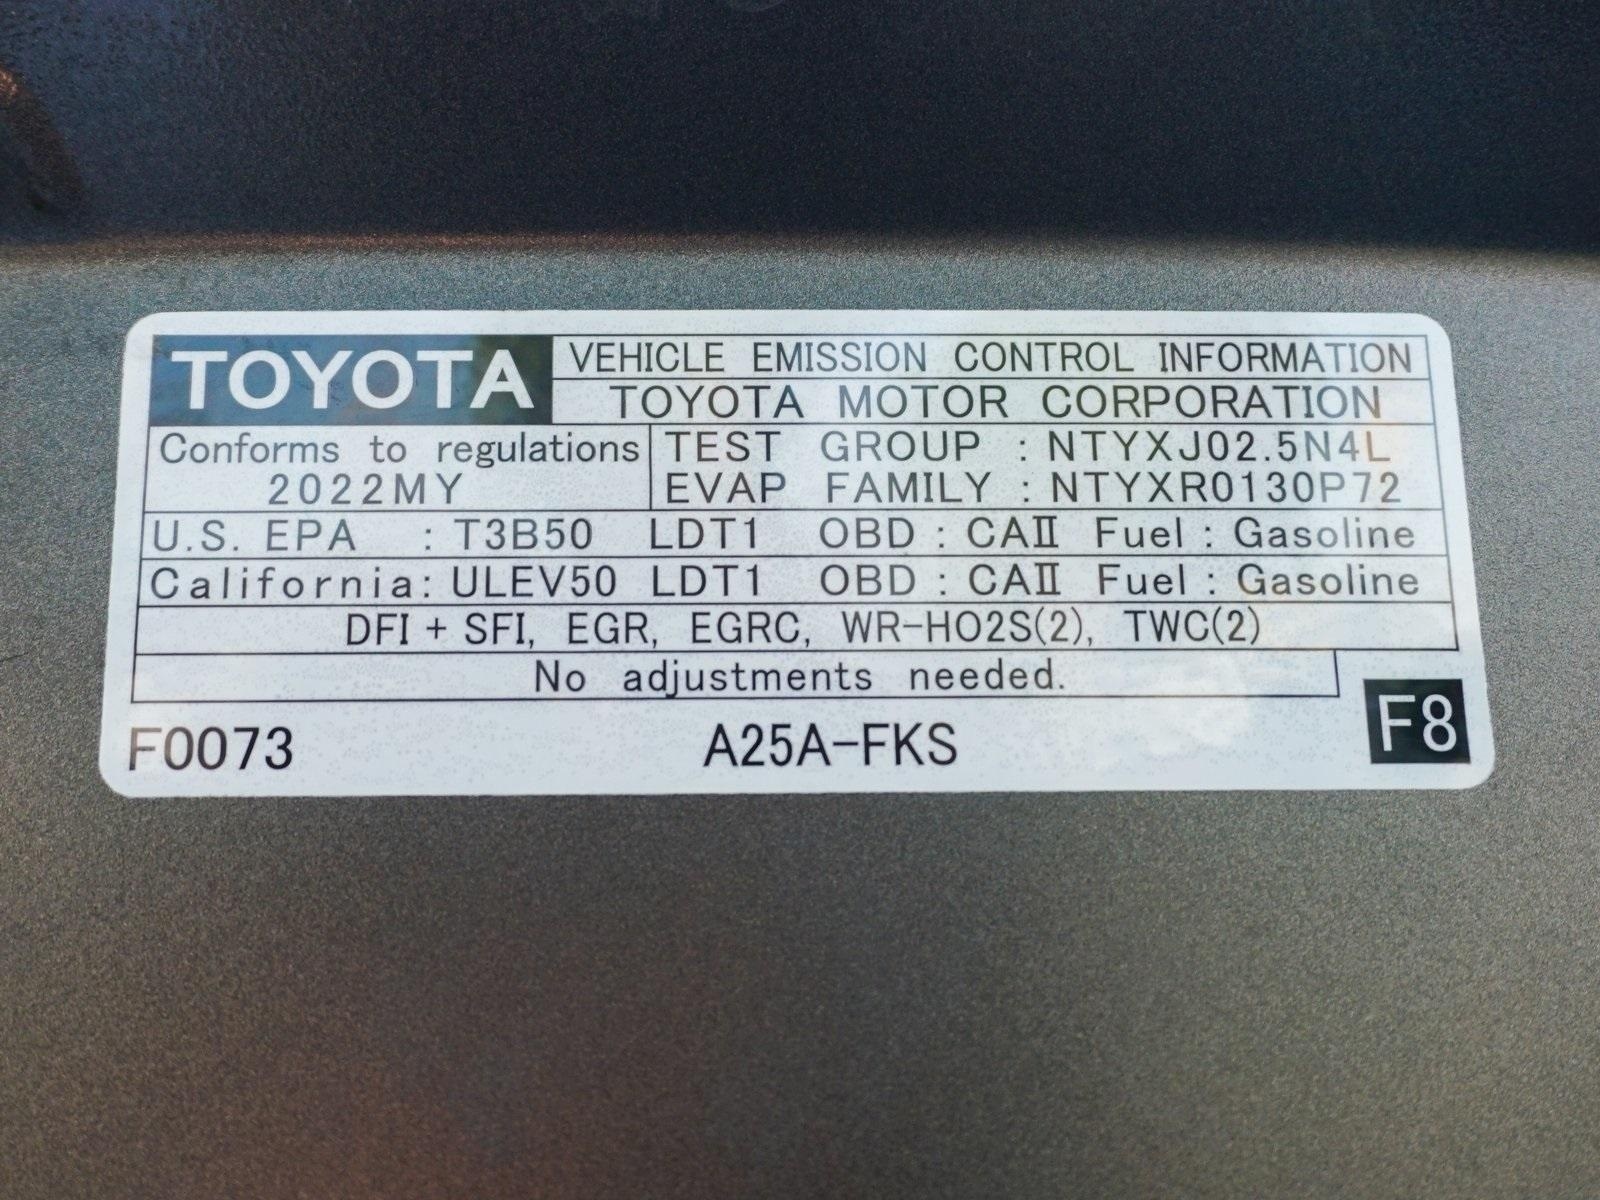 TOYOTA VEHICLE EMISSION CONTROL INFORMATION
TOYOTA MOTOR CORPORATION
Conforms to regulations TEST GROUP : NTYXJ02.5N4L
2022MY EVAP FAMILY : NTYXR0130P72
U.S. EPA : T3B50 LDT1 OBD : CAⅡ Fuel : Gasoline
California: ULEV50 LDT1 OBD : CAⅡ Fuel : Gasoline
DFI + SFI, EGR, EGRC, WR-HO2S(2), TWC(2)
No adjustments needed.
F0073 A25A-FKS F8